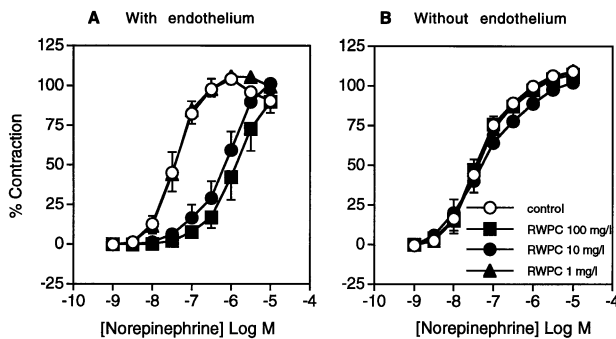 A With endothelium
B Without endothelium
% Contraction
125
100
75
50
25
0
-25
-10 -9 -8 -7 -6 -5 -4
[Norepinephrine] Log M
125
100
75
50
25
0
-25
-10 -9 -8 -7 -6 -5 -4
[Norepinephrine] Log M
control
RWPC 100 mg/l
RWPC 10 mg/l
RWPC 1 mg/l